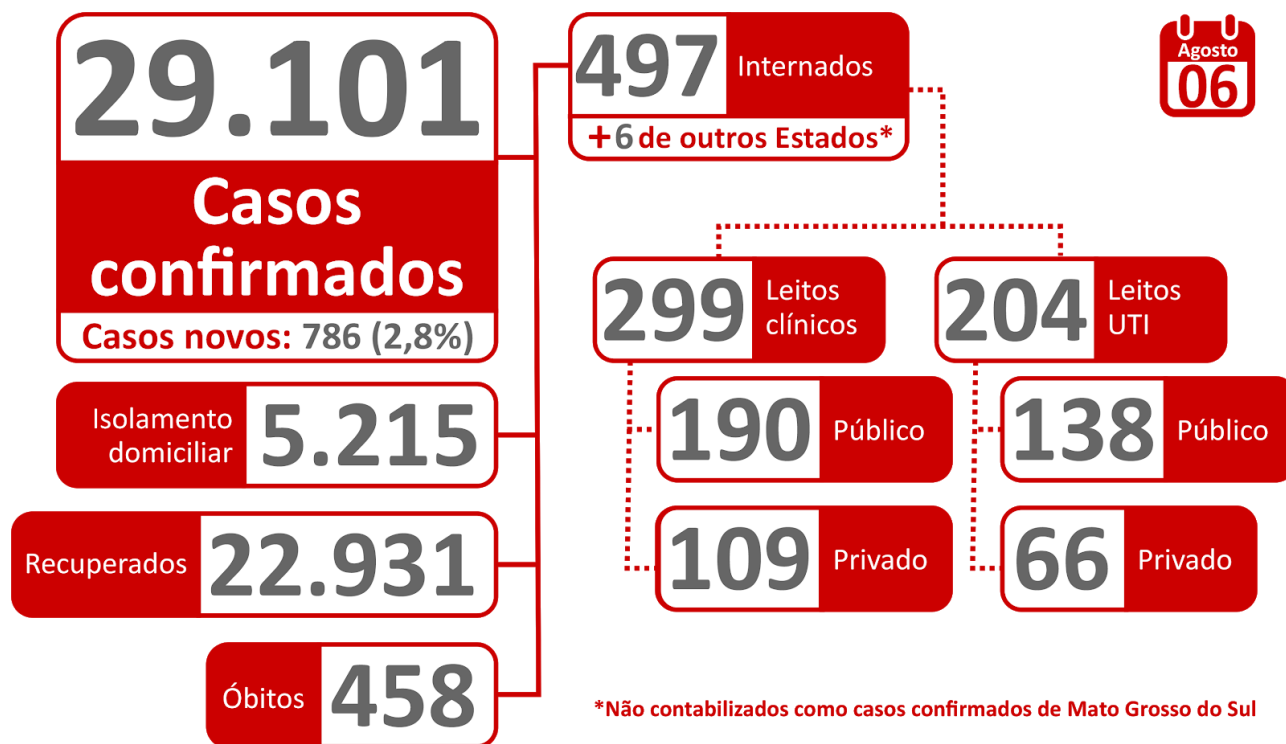 29.101
Casos
confirmados
Casos novos: 786 (2,8%)
Isolamento
domiciliar
5.215
Recuperados
22.931
Óbitos
458
497
Internados
+6 de outros Estados*
Agosto
06
299
Leitos
clínicos
190
Público
109
Privado
204
Leitos
UTI
138
Público
66
Privado
*Não contabilizados como casos confirmados de Mato Grosso do Sul